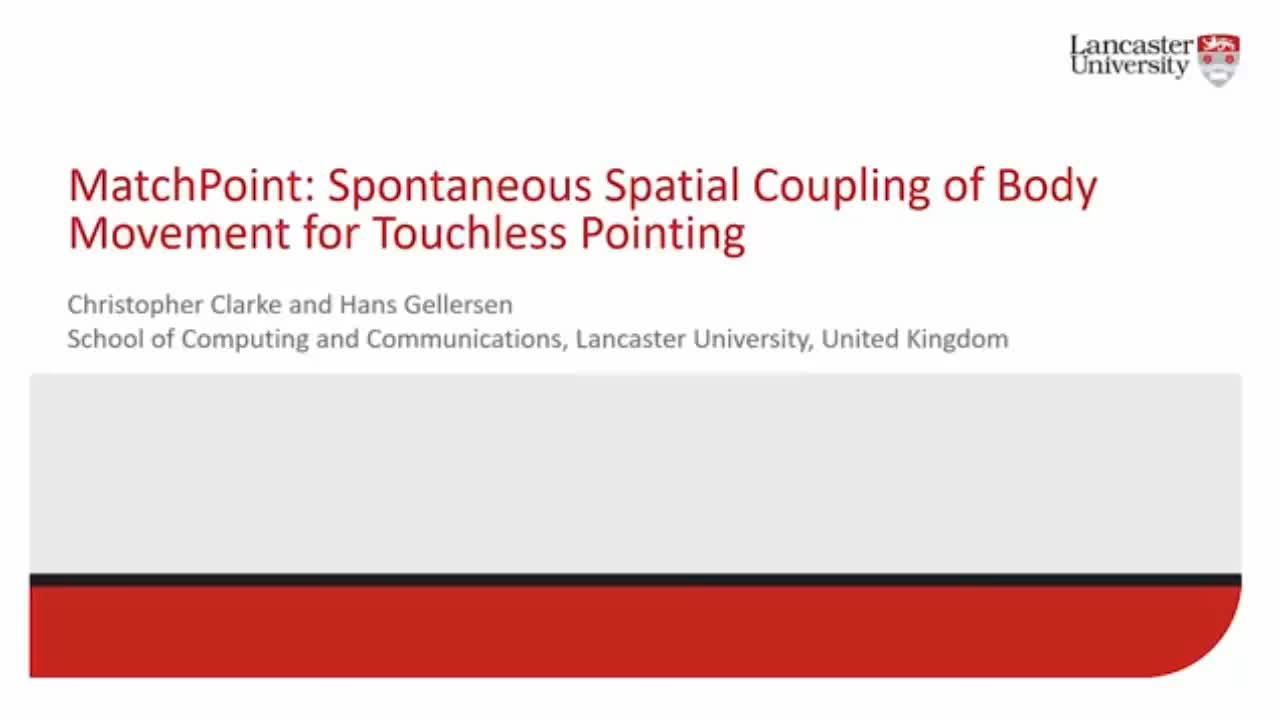 Lancaster
University
MatchPoint: Spontaneous Spatial Coupling of Body
Movement for Touchless Pointing
Christopher Clarke and Hans Gellersen
School of Computing and Communications, Lancaster University, United Kingdom